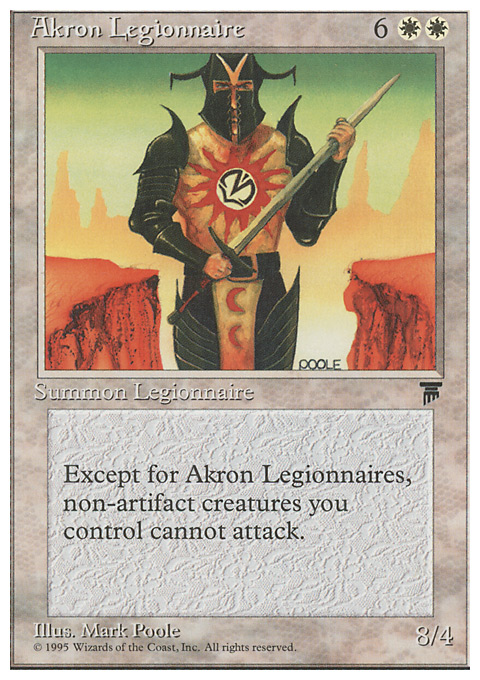 Akron Legionnaire 6
POOLE
Summon Legionnaire
Except for Akron Legionnaires,
non-artifact creatures you
control cannot attack.
Illus. Mark Poole
© 1995 Wizards of the Coast, Inc. All rights reserved.
8/4